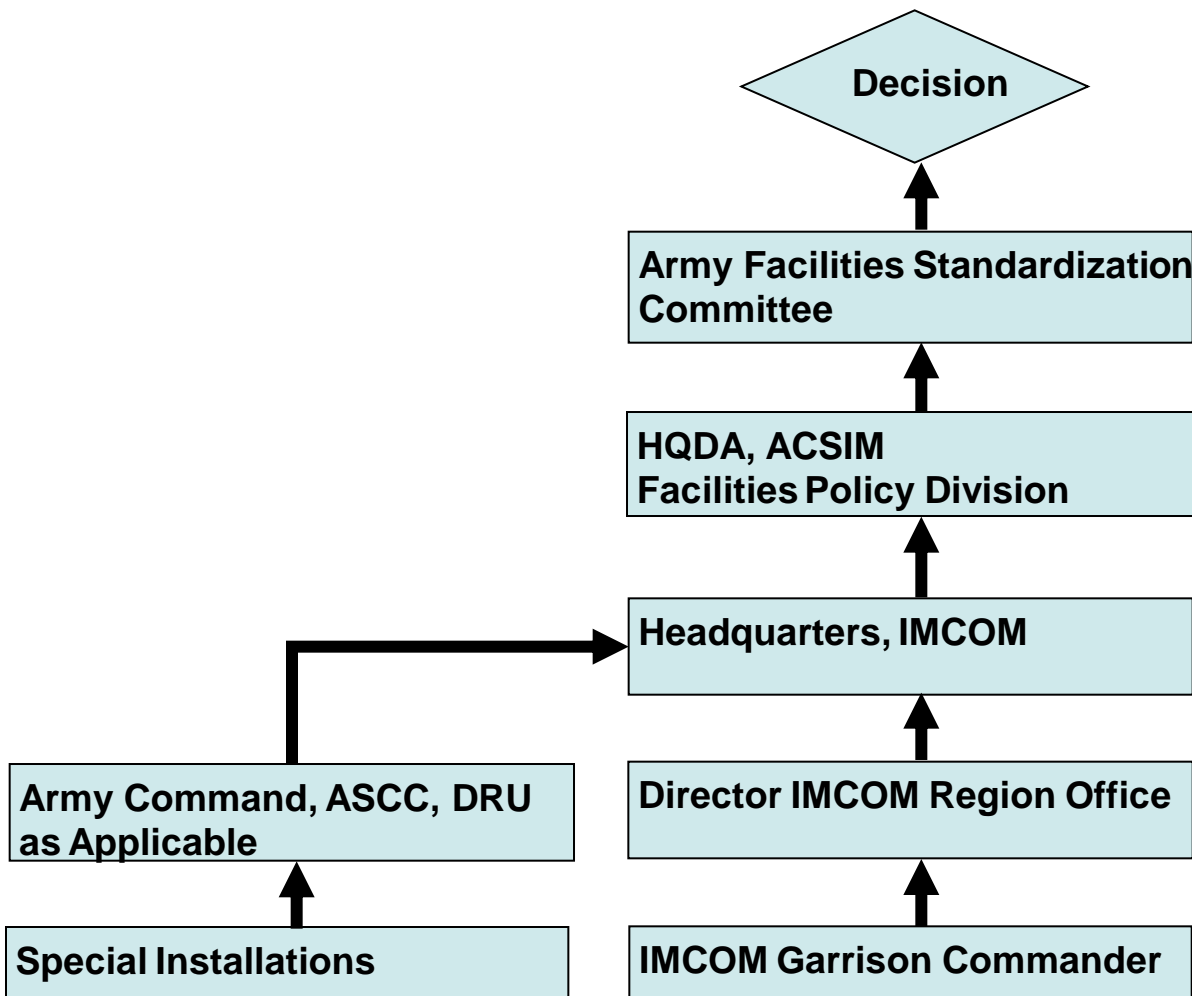 Decision
Army Facilities Standardization
Committee
HQDA, ACSIM
Facilities Policy Division
Headquarters, IMCOM
Army Command, ASCC, DRU
as Applicable
Director IMCOM Region Office
Special Installations
IMCOM Garrison Commander